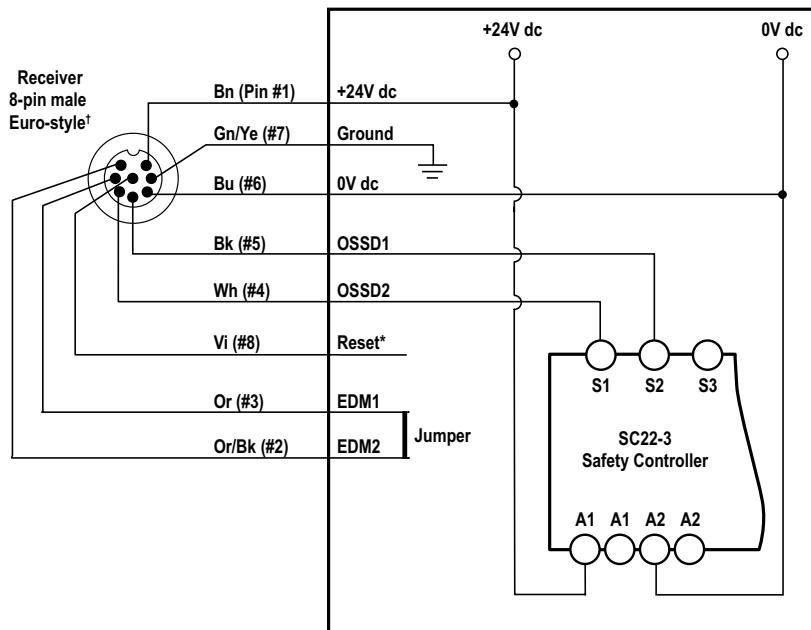 +24V dc
0V dc
Receiver
8-pin male
Euro-style†
Bn (Pin #1)
+24V dc
Gn/Ye (#7)
Ground
Bu (#6)
0V dc
Bk (#5)
OSSD1
Wh (#4)
OSSD2
Vi (#8)
Reset*
S1
S2
S3
Or (#3)
EDM1
Jumper
Or/Bk (#2)
EDM2
SC22-3
Safety Controller
A1
A1
A2
A2